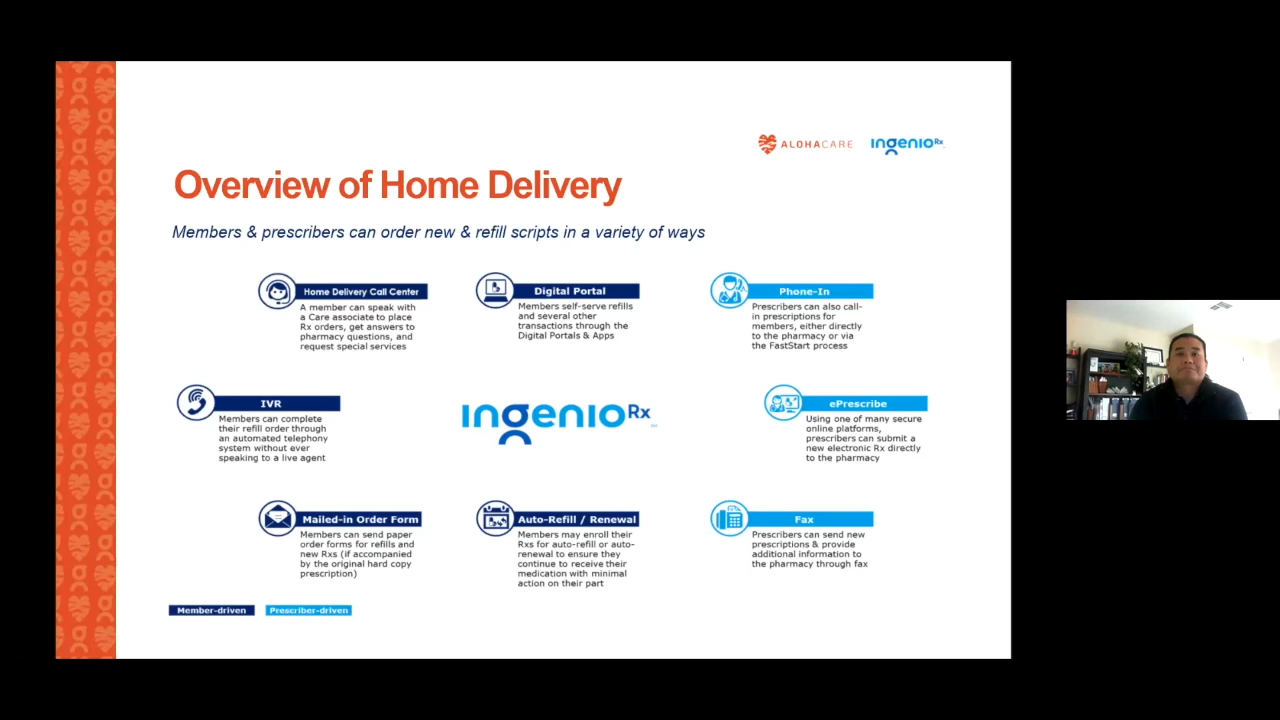 ALOHACARE
ingenioRx
Overview of Home Delivery
Members & prescribers can order new & refill scripts in a variety of ways
Home Delivery Call Center
A member can speak with
a Care associate to place
Rx orders, get answers to
pharmacy questions, and
request special services
Digital Portal
Members self-serve refills
and several other
transactions through the
Digital Portals & Apps
Phone-In
Prescribers can also call-
in prescriptions for
members, either directly
to the pharmacy or via
the FastStart process
IVR
Members can complete
their refill order through
an automated telephony
system without ever
speaking to a live agent
ingenioRx
ePrescribe
Using one of many secure
online platforms,
prescribers can submit a
new electronic Rx directly
to the pharmacy
Mailed-in Order Form
Members can send paper
order forms for refills and
new Rxs (if accompanied
by the original hard copy
prescription)
Auto-Refill / Renewal
Members may enroll their
Rxs for auto-refill or auto-
renewal to ensure they
continue to receive their
medication with minimal
action on their part
Fax
Prescribers can send new
prescriptions & provide
additional information to
the pharmacy through fax
Member-driven
Prescriber-driven